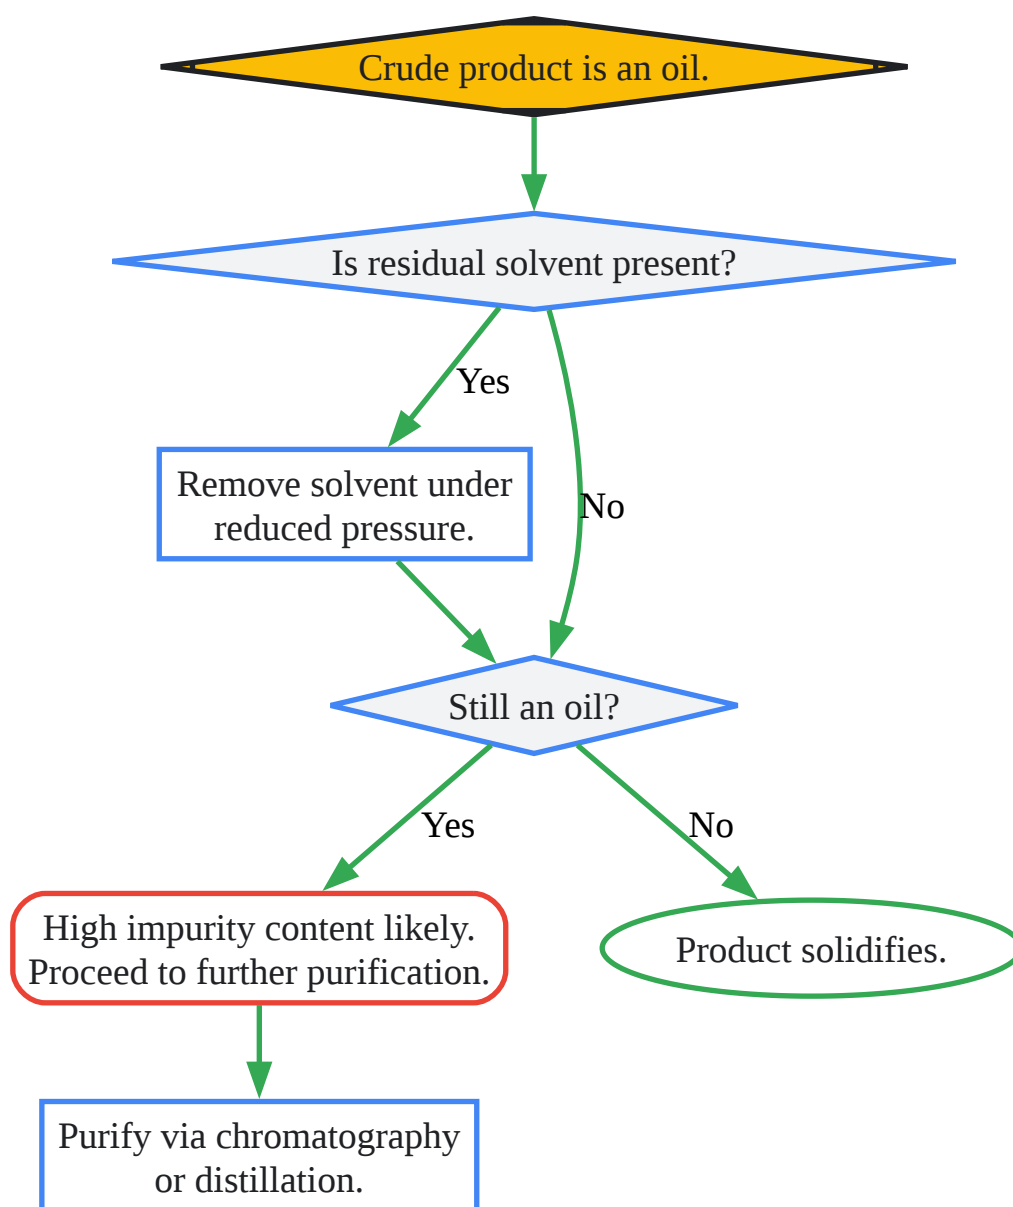 Crude product is an oil.
Is residual solvent present?
Yes
Remove solvent under
reduced pressure.
No
Still an oil?
Yes
No
High impurity content likely.
Proceed to further purification.
Product solidifies.
Purify via chromatography
or distillation.